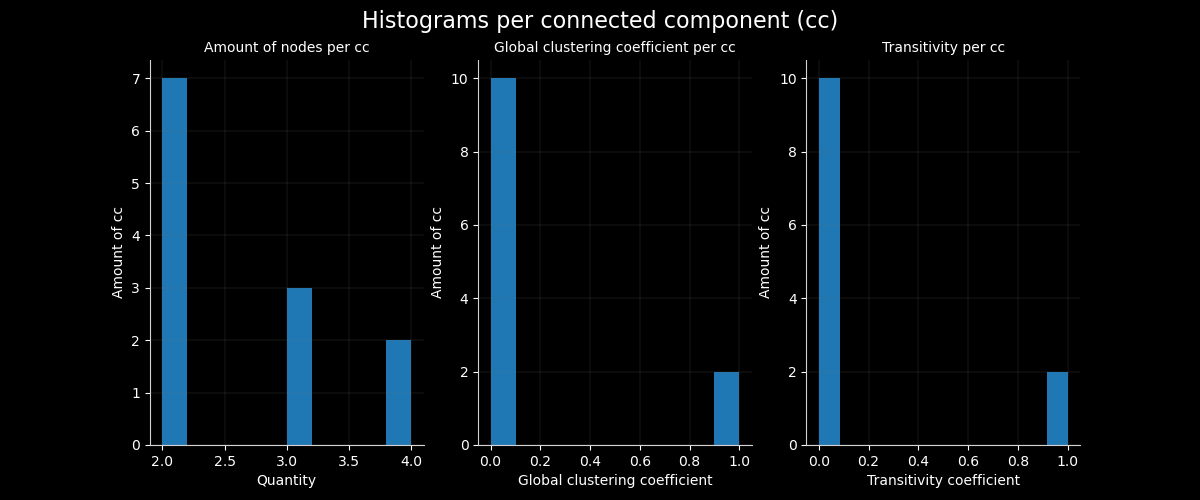 Histograms per connected component (cc)
Amount of nodes per cc
7
6
5
4
3
2
1
0
Amount of cc
2.0 2.5 3.0 3.5 4.0
Quantity
Global clustering coefficient per cc
10
8
6
4
2
0
Amount of cc
0.0 0.2 0.4 0.6 0.8 1.0
Global clustering coefficient
Transitivity per cc
10
8
6
4
2
0
Amount of cc
0.0 0.2 0.4 0.6 0.8 1.0
Transitivity coefficient